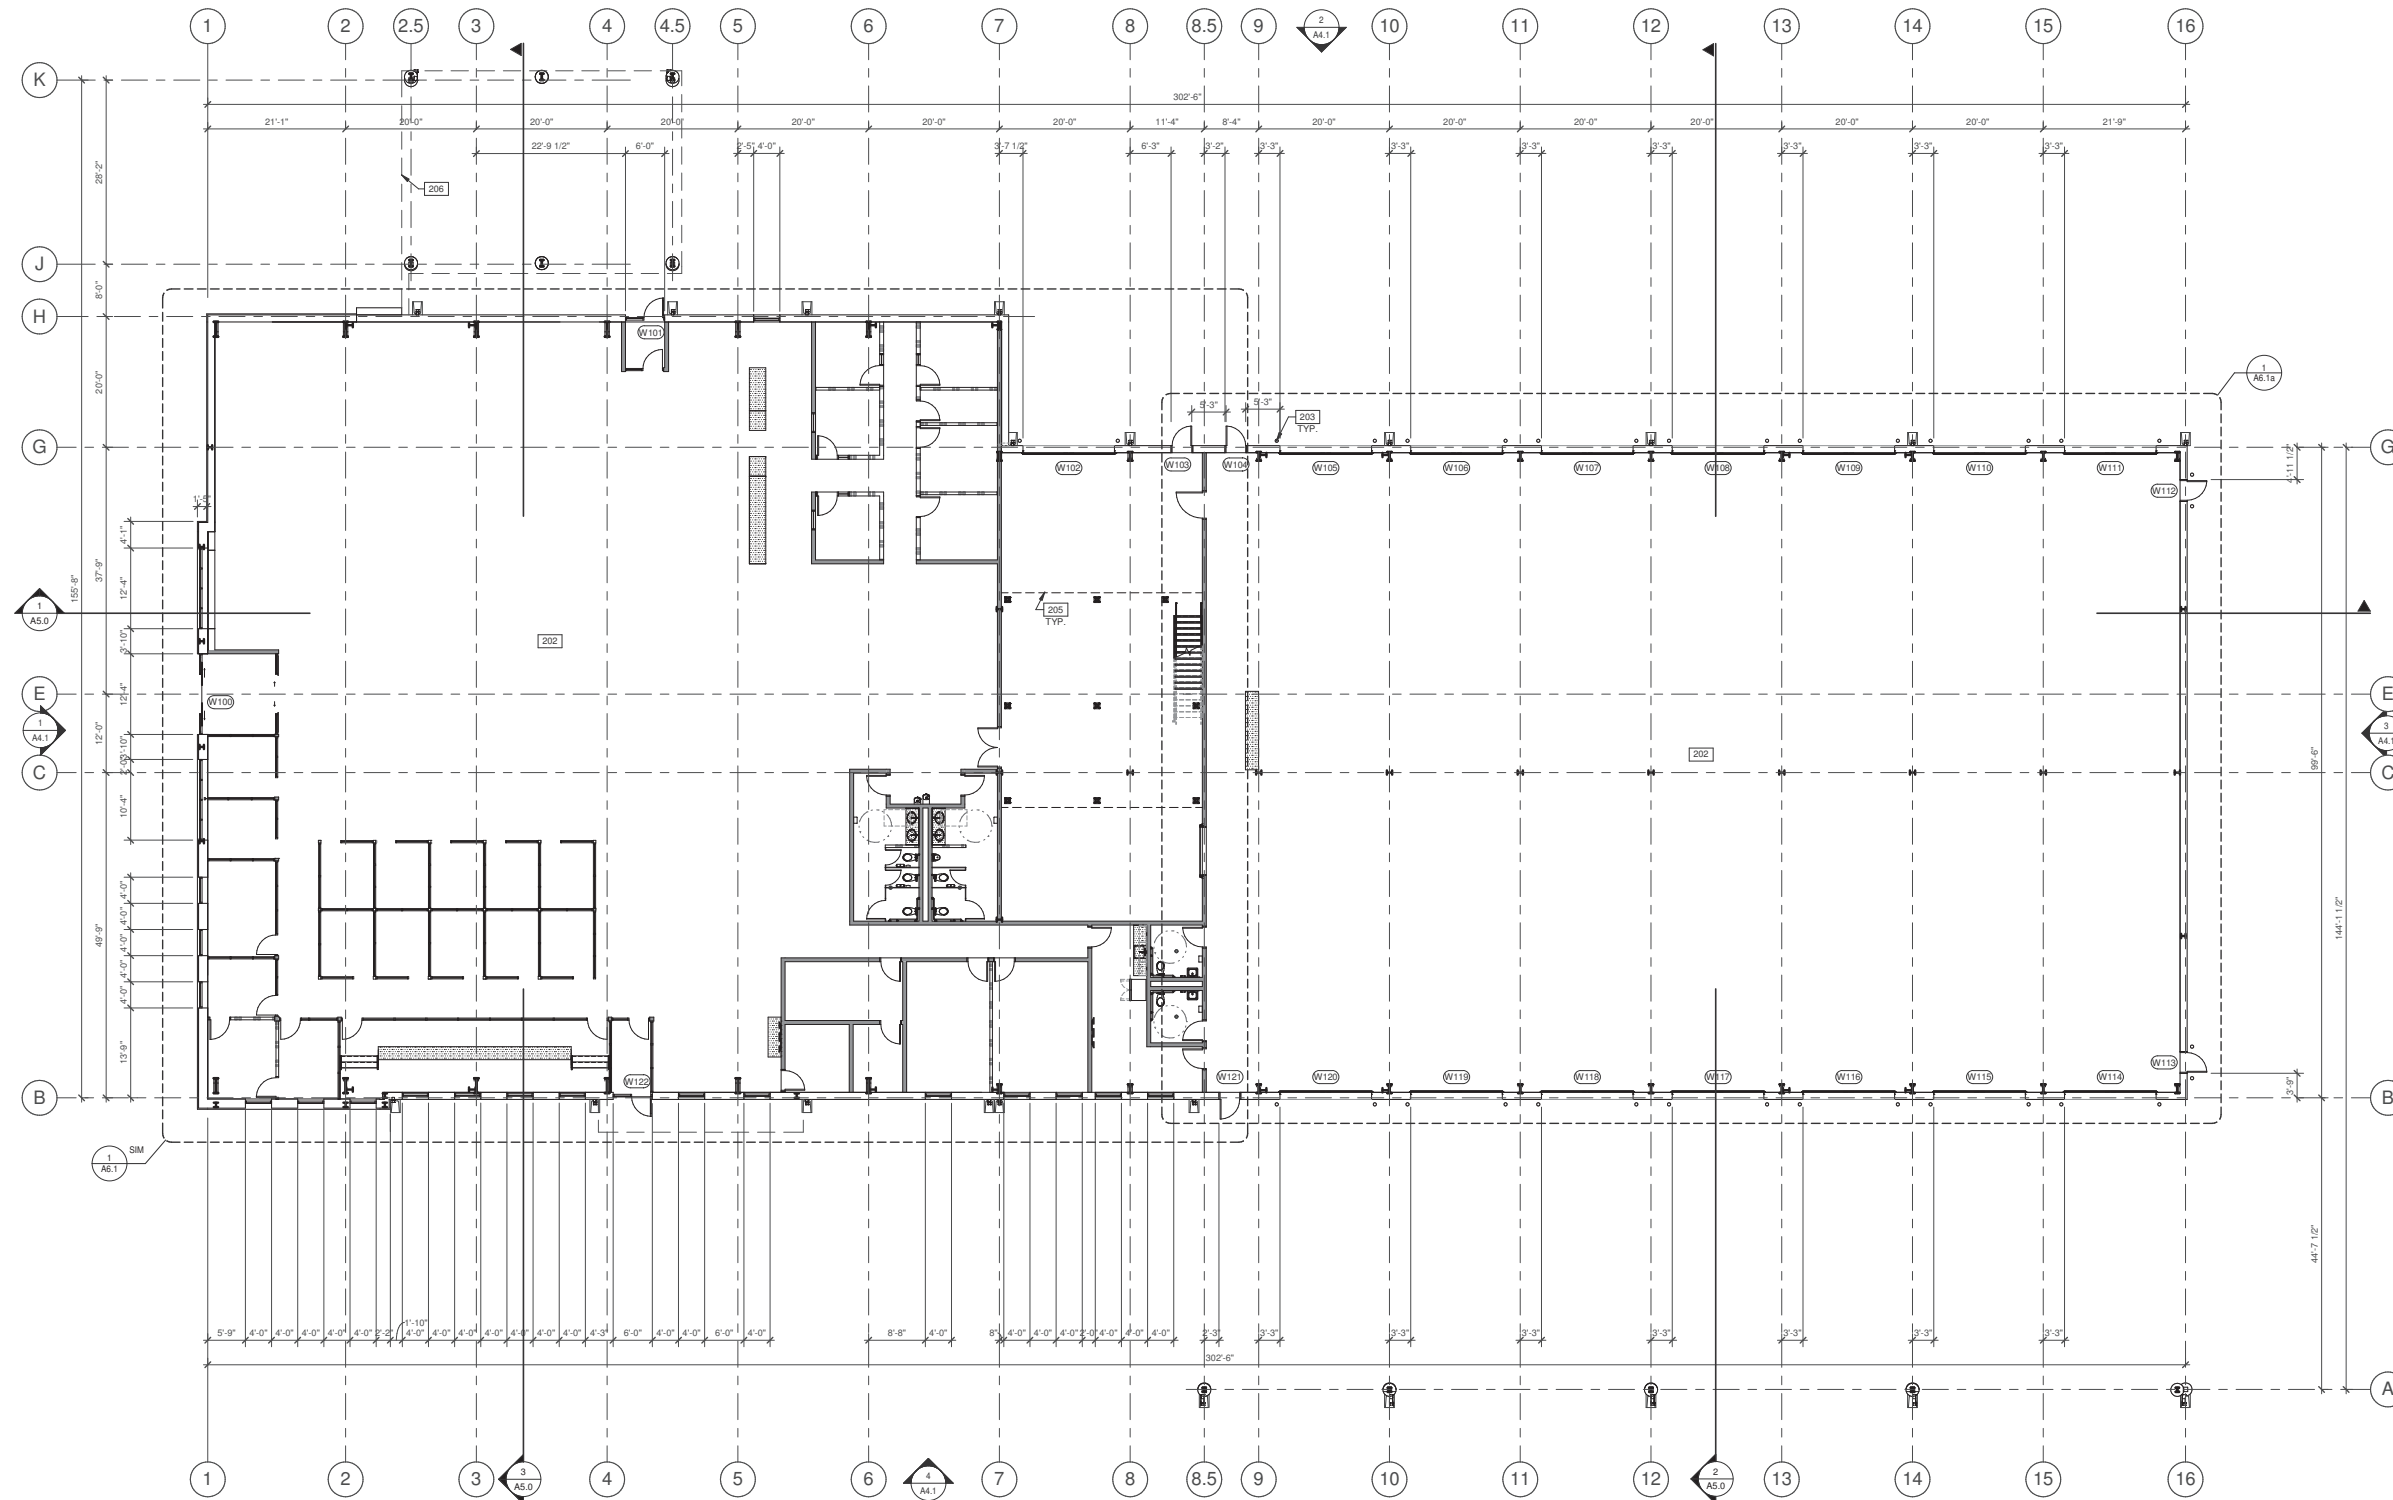 1 2 2.5 3 4 4.5 5 6 7 8 8.5 9 10 11 12 13 14 15 16
2
A4.1
K
302'-6"
21'-1" 20'-0" 20'-0" 20'-0" 20'-0" 20'-0" 20'-0" 11'-4" 8'-4" 20'-0" 20'-0" 20'-0" 20'-0" 20'-0" 20'-0" 21'-9"
22'-9 1/2" 6'-0" 2'-5" 4'-0" 3'-7 1/2" 6'-3" 3'-2" 3'-3" 3'-3" 3'-3" 3'-3" 3'-3" 3'-3" 3'-3"
28'-2"
206
J
8'-0"
H
W101
20'-0"
1
A6.1a
5'-3" 5'-3"
203
TYP.
G G
W102 W103 W104 W105 W106 W107 W108 W109 W110 W111
4'-11 1/2"
W112
1'-5"
4'-1"
37'-9"
12'-4"
155'-8"
1
A5.0
205
TYP.
202
3'-10"
E E
12'-4"
W100
1
A4.1
3
A4.1
12'-0"
3'-10"
2'-0"
202
99'-6"
C C
10'-4"
4'-0"
4'-0"
4'-0"
4'-0"
4'-0"
49'-9"
144'-1 1/2"
13'-9"
W113
W122 W121 W120 W119 W118 W117 W116 W115 W114
3'-9"
B B
SIM
1
A6.1
44'-7 1/2"
1'-10"
5'-9" 4'-0" 4'-0" 4'-0" 4'-0" 2'-2" 4'-0" 4'-0" 4'-0" 4'-0" 4'-0" 4'-0" 4'-0" 4'-3" 6'-0" 4'-0" 4'-0" 6'-0" 4'-0" 8'-8" 4'-0" 8" 4'-0" 4'-0" 4'-0" 2'-0" 4'-0" 4'-0" 4'-0" 2'-3" 3'-3" 3'-3" 3'-3" 3'-3" 3'-3" 3'-3" 3'-3"
302'-6"
A
1 2 3 4 5 6 7 8 8.5 9 10 11 12 13 14 15 16
3
A5.0
4
A4.1
2
A5.0